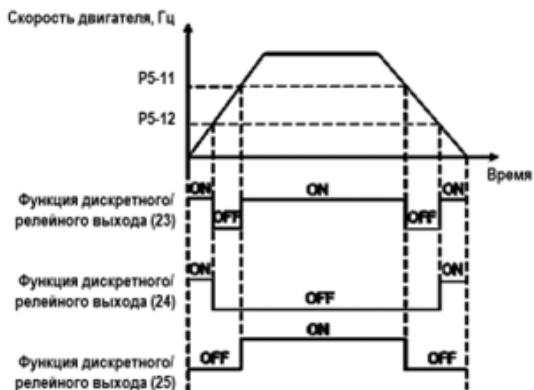 Скорость двигателя, Гц
P5-11
P5-12
Время
Функция дискретного/
релейного выхода (23)
ON
OFF
ON
OFF
ON
Функция дискретного/
релейного выхода (24)
ON
OFF
ON
Функция дискретного/
релейного выхода (25)
OFF
ON
OFF